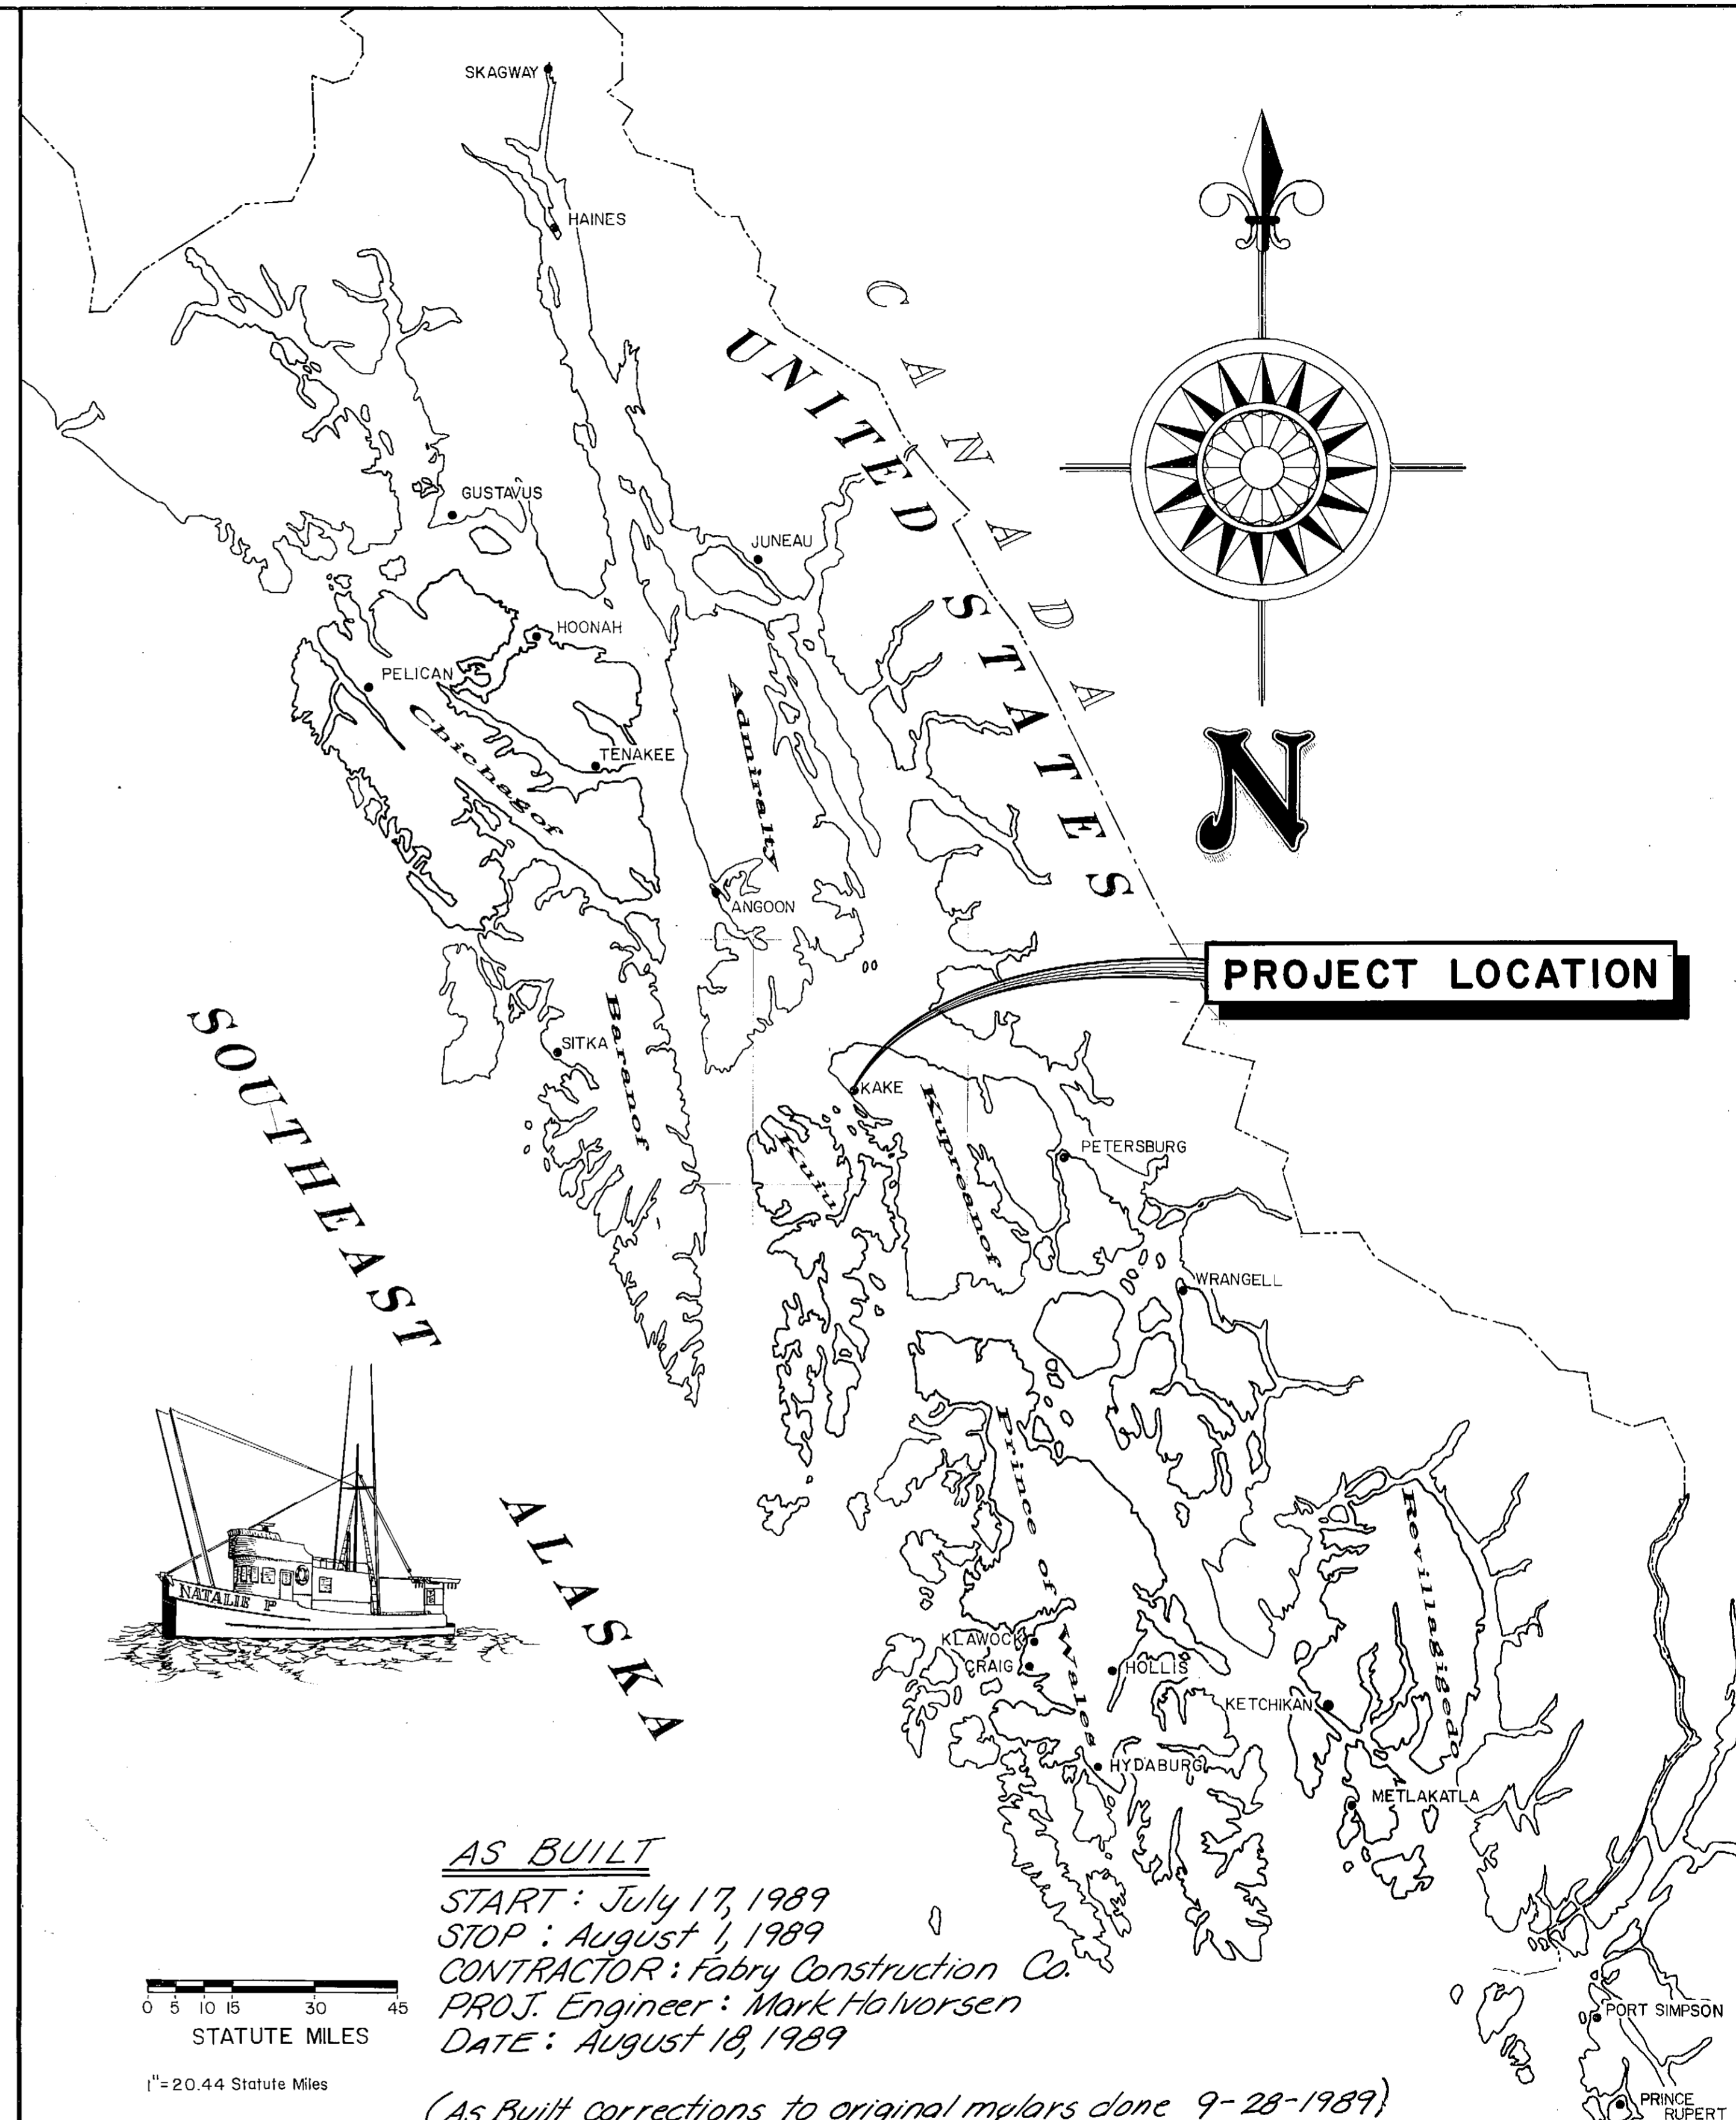 SKAGWAY
HAINES
CANADA
UNITED STATES
GUSTAVUS
JUNEAU
HOONAH
PELICAN
Chichagof
Admiralty
TENAKEE
N
ANGOON
PROJECT LOCATION
Baranof
SITKA
KAKE
Kupreanof
Kuiu
PETERSBURG
SOUTHEAST
ALASKA
WRANGELL
Prince of Wales
Revillagigedo
NATALIE P
KLAWOCK
CRAIG
HOLLIS
KETCHIKAN
HYDABURG
METLAKATLA
AS BUILT
START: July 17, 1989
STOP: August 1, 1989
CONTRACTOR: Fabry Construction Co.
PROJ. Engineer: Mark Halvorsen
DATE: August 18, 1989
0 5 10 15 30 45
STATUTE MILES
1"=20.44 Statute Miles
(As Built corrections to original mylars done 9-28-1989)
PORT SIMPSON
PRINCE
RUPERT